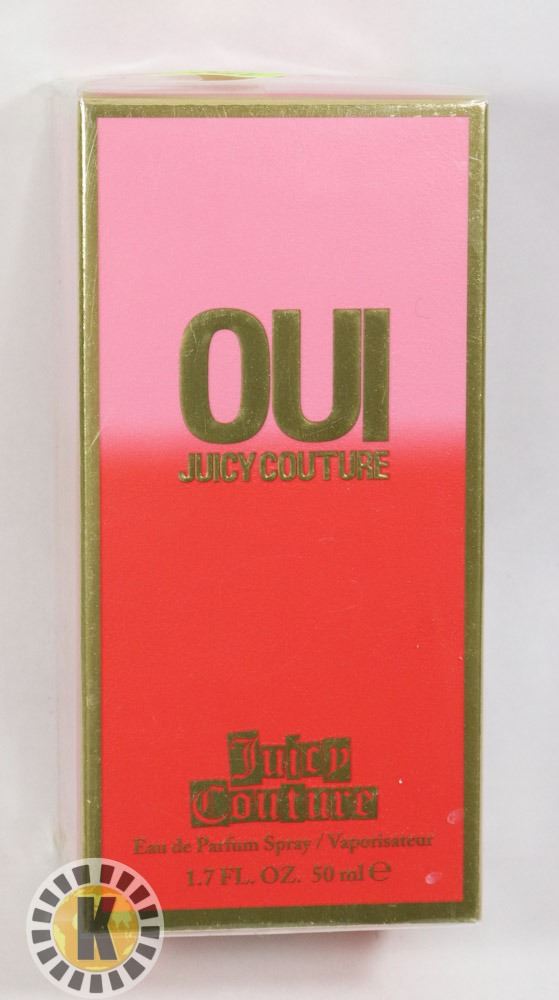 OUI
JUICY COUTURE
Juicy
Couture
Eau de Parfum Spray / Vaporisateur
1.7 FL. OZ. 50 ml ℮
K